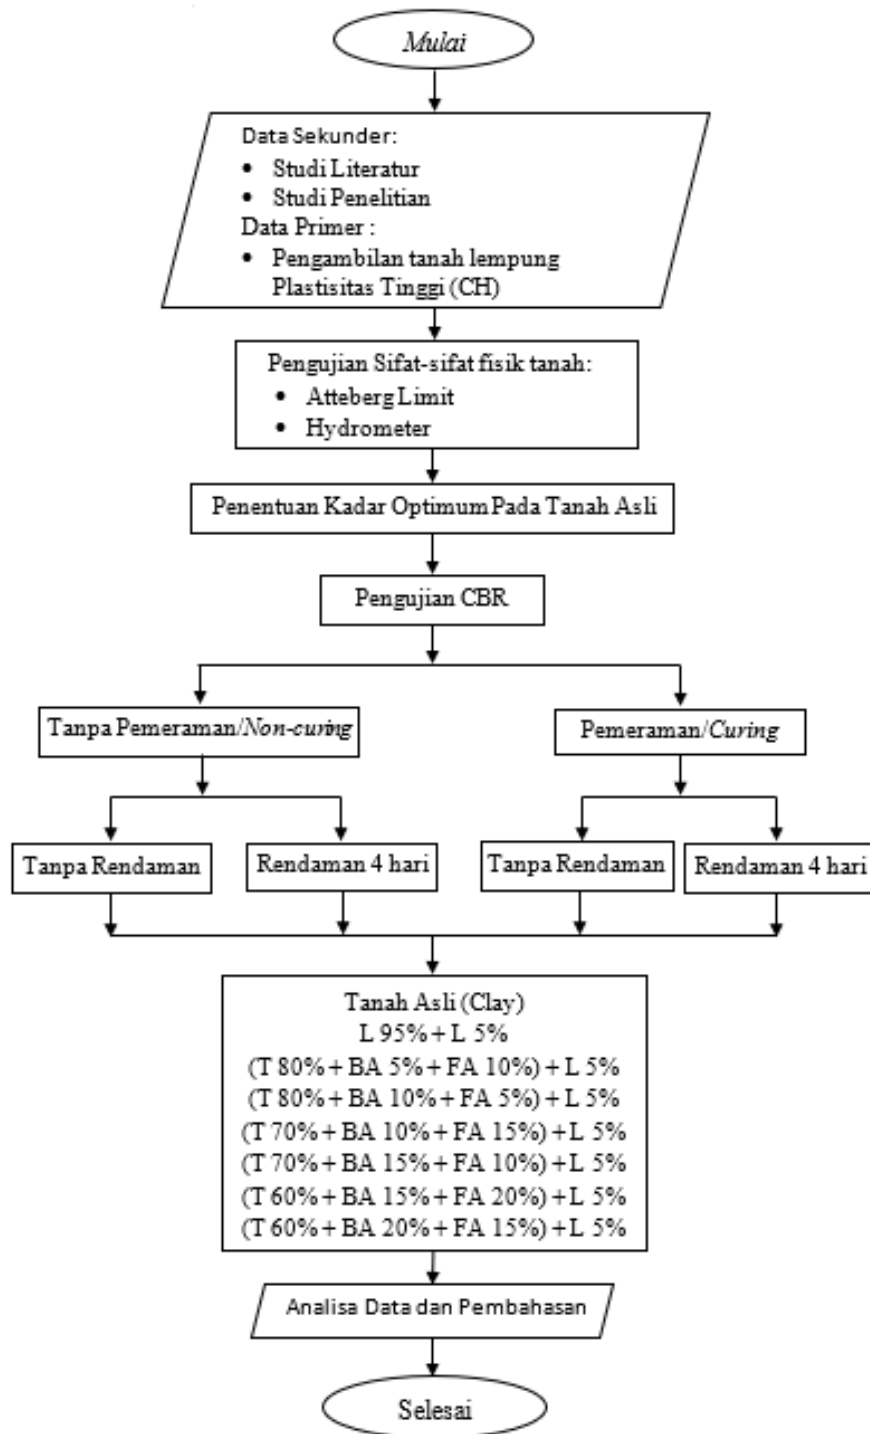 Mulai
Data Sekunder:
• Studi Literatur
• Studi Penelitian
Data Primer :
• Pengambilan tanah lempung
Plastisitas Tinggi (CH)
Pengujian Sifat-sifat fisik tanah:
• Atteberg Limit
• Hydrometer
Penentuan Kadar Optimum Pada Tanah Asli
Pengujian CBR
Tanpa Pemeraman/Non-curing
Pemeraman/Curing
Tanpa Rendaman
Rendaman 4 hari
Tanpa Rendaman
Rendaman 4 hari
Tanah Asli (Clay)
L 95% + L 5%
(T 80% + BA 5% + FA 10%) + L 5%
(T 80% + BA 10% + FA 5%) + L 5%
(T 70% + BA 10% + FA 15%) + L 5%
(T 70% + BA 15% + FA 10%) + L 5%
(T 60% + BA 15% + FA 20%) + L 5%
(T 60% + BA 20% + FA 15%) + L 5%
Analisa Data dan Pembahasan
Selesai